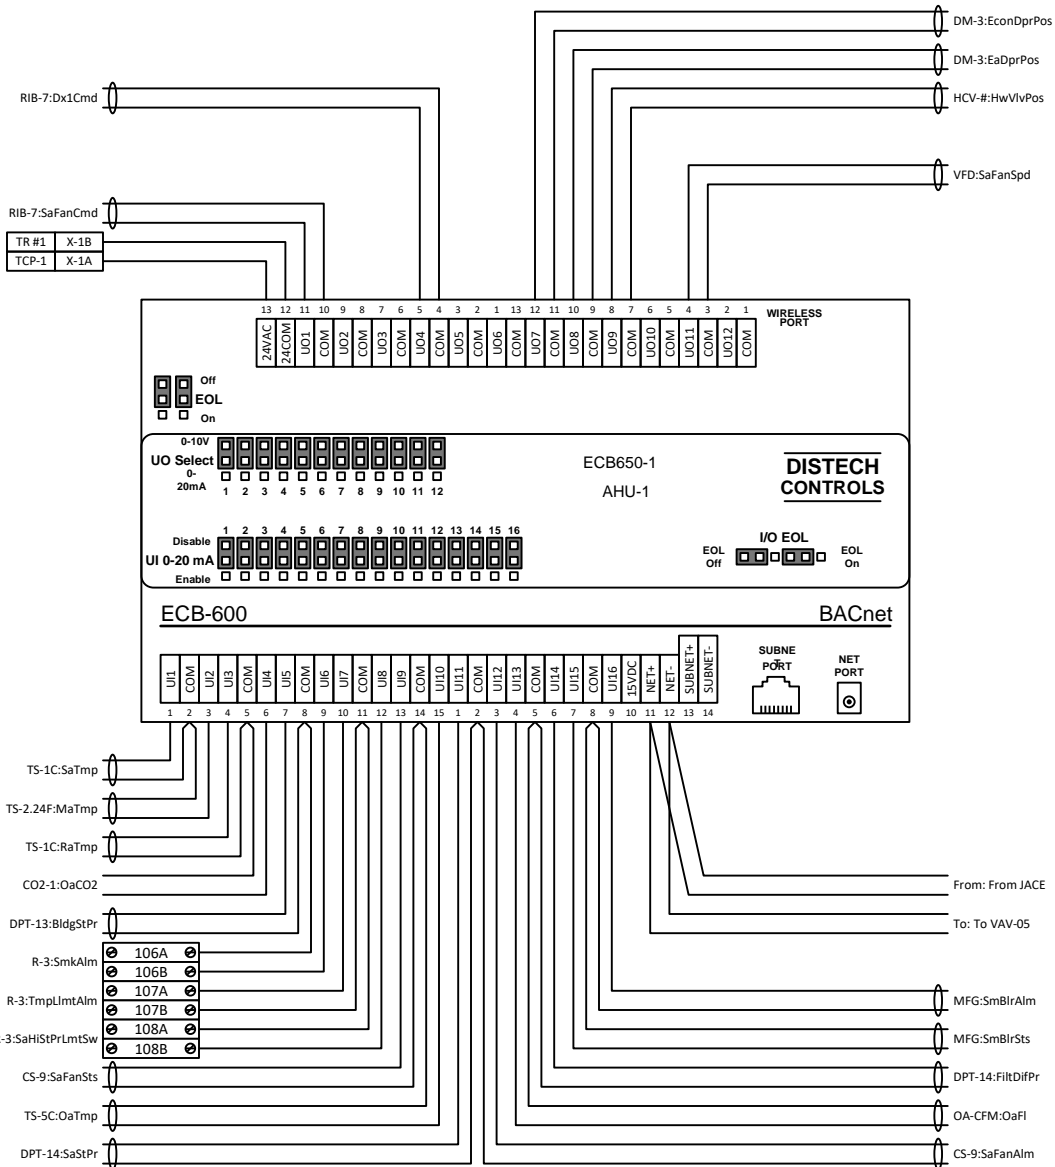 DM-3:EconDprPos
DM-3:EaDprPos
RIB-7:Dx1Cmd
HCV-#:HwVlvPos
VFD:SaFanSpd
RIB-7:SaFanCmd
TR #1 X-1B
TCP-1 X-1A
13 12 11 10 9 8 7 6 5 4 3 2 1 13 12 11 10 9 8 7 6 5 4 3 2 1
WIRELESS
PORT
24VAC 24COM UO1 COM UO2 COM UO3 COM UO4 COM UO5 COM UO6 COM UO7 COM UO8 COM UO9 COM UO10 COM UO11 COM UO12 COM
Off
EOL
On
0-10V
UO Select
0-
20mA
1 2 3 4 5 6 7 8 9 10 11 12
ECB650-1
AHU-1
DISTECH
CONTROLS
1 2 3 4 5 6 7 8 9 10 11 12 13 14 15 16
Disable
UI 0-20 mA
Enable
I/O EOL
EOL
Off
EOL
On
ECB-600
BACnet
UI1 COM UI2 UI3 COM UI4 UI5 COM UI6 UI7 COM UI8 UI9 COM UI10 UI11 COM UI12 UI13 COM UI14 UI15 COM UI16 15VDC NET+ NET- SUBNET+ SUBNET-
1 2 3 4 5 6 7 8 9 10 11 12 13 14 15 1 2 3 4 5 6 7 8 9 10 11 12 13 14
SUBNE
T
PORT
NET
PORT
TS-1C:SaTmp
TS-2.24F:MaTmp
TS-1C:RaTmp
CO2-1:OaCO2
From: From JACE
DPT-13:BldgStPr
To: To VAV-05
R-3:SmkAlm
106A
106B
R-3:TmpLlmtAlm
107A
107B
-3:SaHiStPrLmtSw
108A
108B
MFG:SmBlrAlm
MFG:SmBlrSts
CS-9:SaFanSts
DPT-14:FiltDifPr
TS-5C:OaTmp
OA-CFM:OaFl
DPT-14:SaStPr
CS-9:SaFanAlm